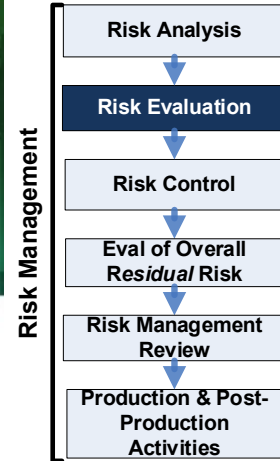 Risk Management
Risk Analysis
Risk Evaluation
Risk Control
Eval of Overall
Residual Risk
Risk Management
Review
Production & Post-
Production
Activities